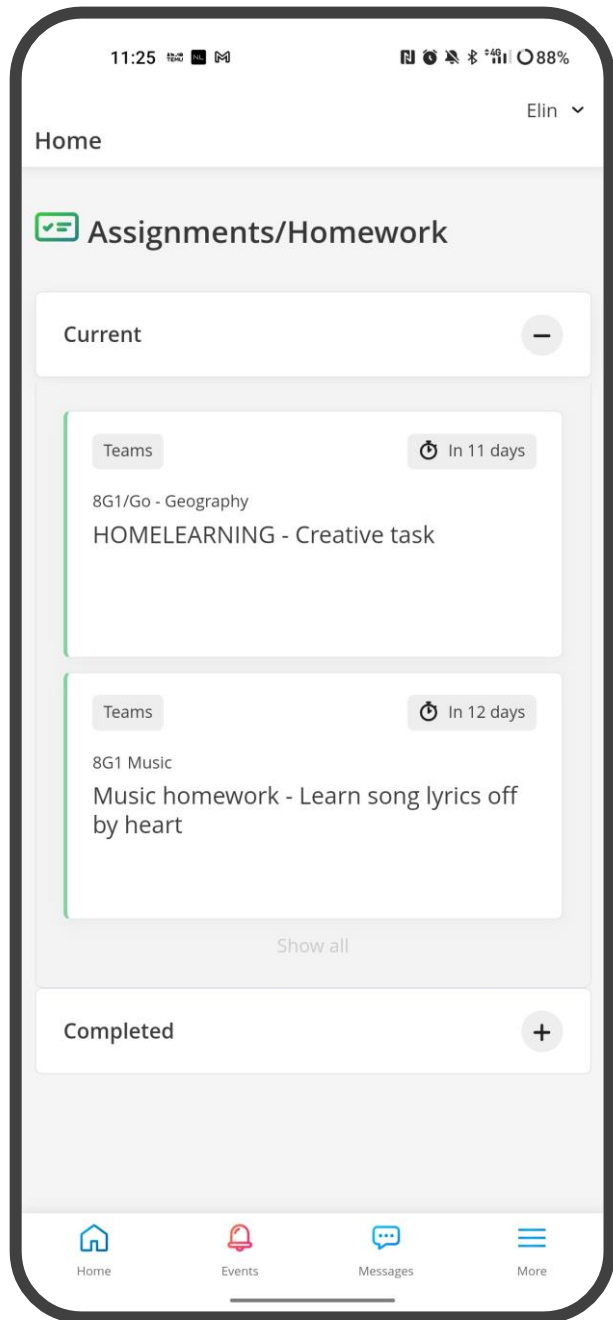 11:25
88%
Elin
Home
Assignments/Homework
Current
Teams
In 11 days
8G1/Go - Geography
HOMELEARNING - Creative task
Teams
In 12 days
8G1 Music
Music homework - Learn song lyrics off
by heart
Show all
Completed
Home
Events
Messages
More